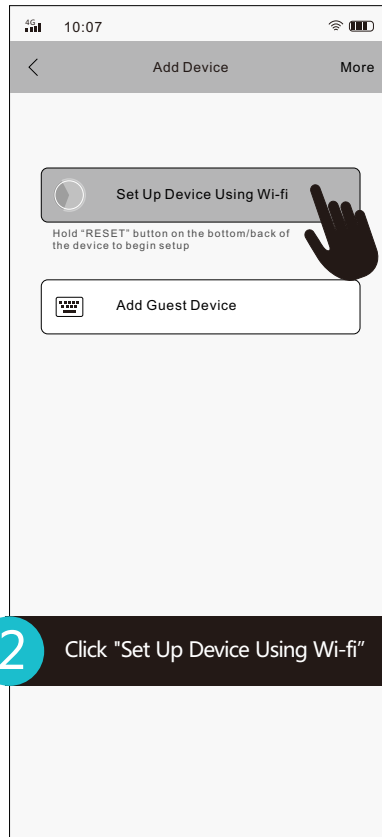 4G 10:07
Add Device More
Set Up Device Using Wi-fi
Hold “RESET” button on the bottom/back of
the device to begin setup
Add Guest Device
2 Click "Set Up Device Using Wi-fi”